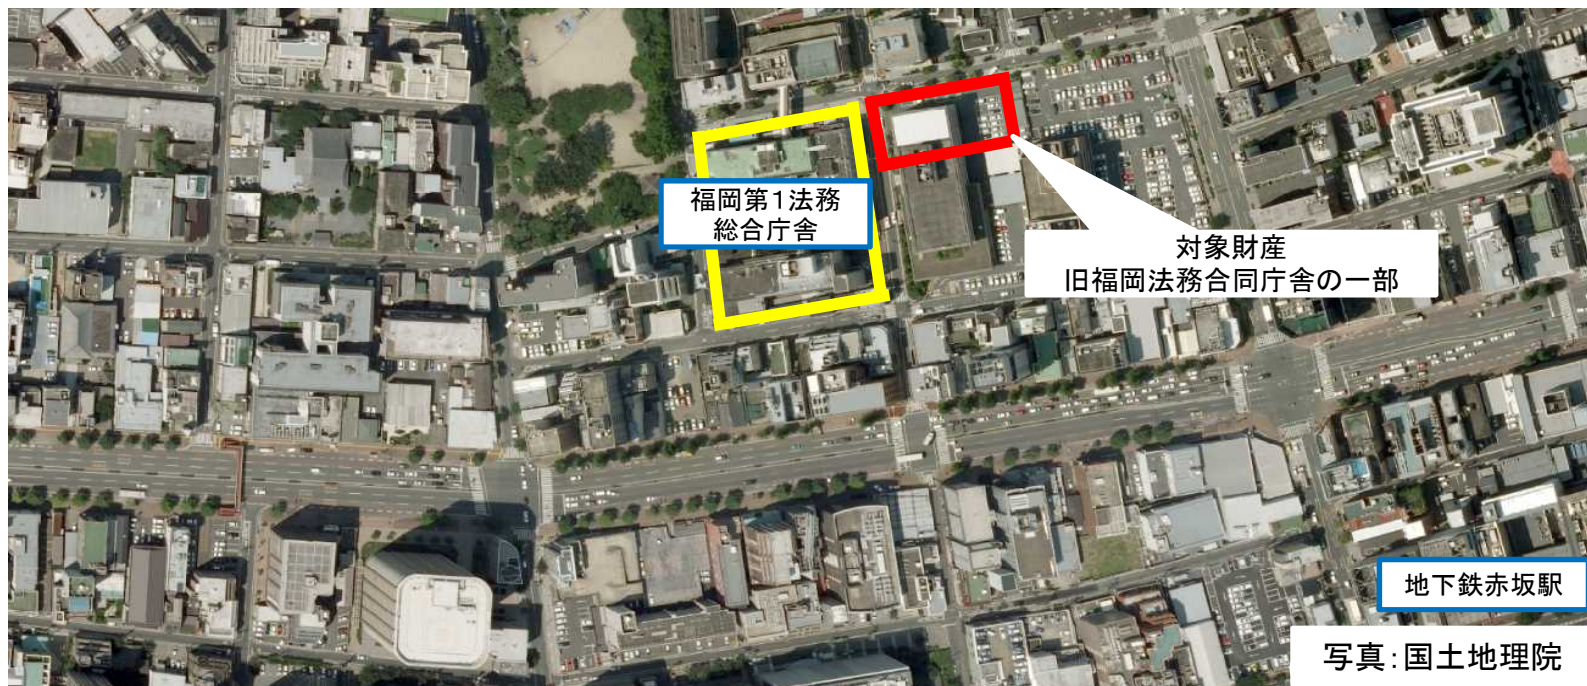 福岡第1法務
総合庁舎
対象財産
旧福岡法務合同庁舎の一部
地下鉄赤坂駅
写真：国土地理院